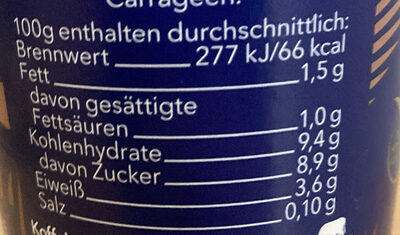 Carrageen.
100g enthalten durchschnittlich:
Brennwert 277 kJ/66 kcal
Fett 1,5 g
davon gesättigte
Fettsäuren 1,0 g
Kohlenhydrate 9,4 g
davon Zucker 8,9 g
Eiweiß 3,6 g
Salz 0,10 g